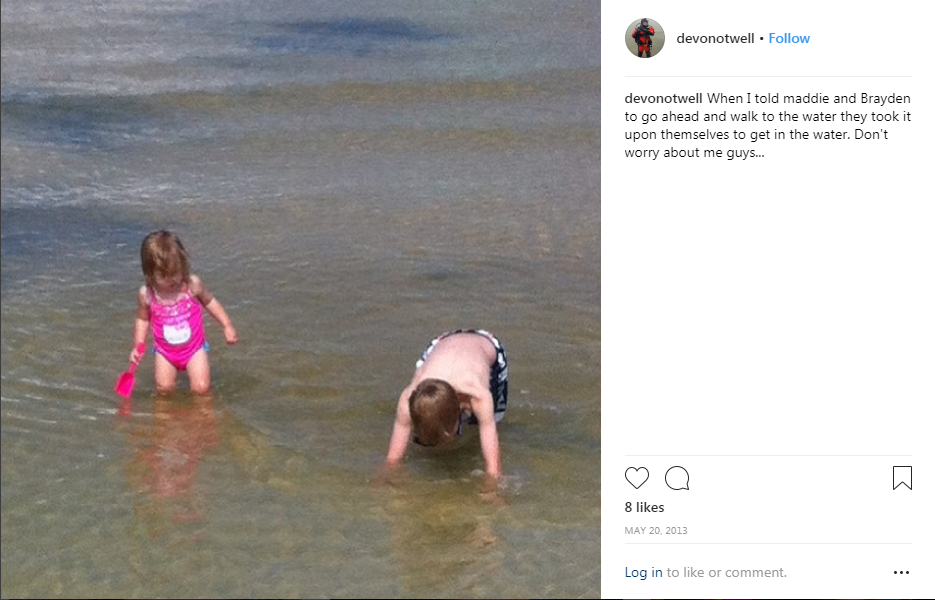 devonotwell • Follow
devonotwell When I told maddie and Brayden
to go ahead and walk to the water they took it
upon themselves to get in the water. Don't
worry about me guys...
8 likes
MAY 20, 2013
Log in to like or comment.